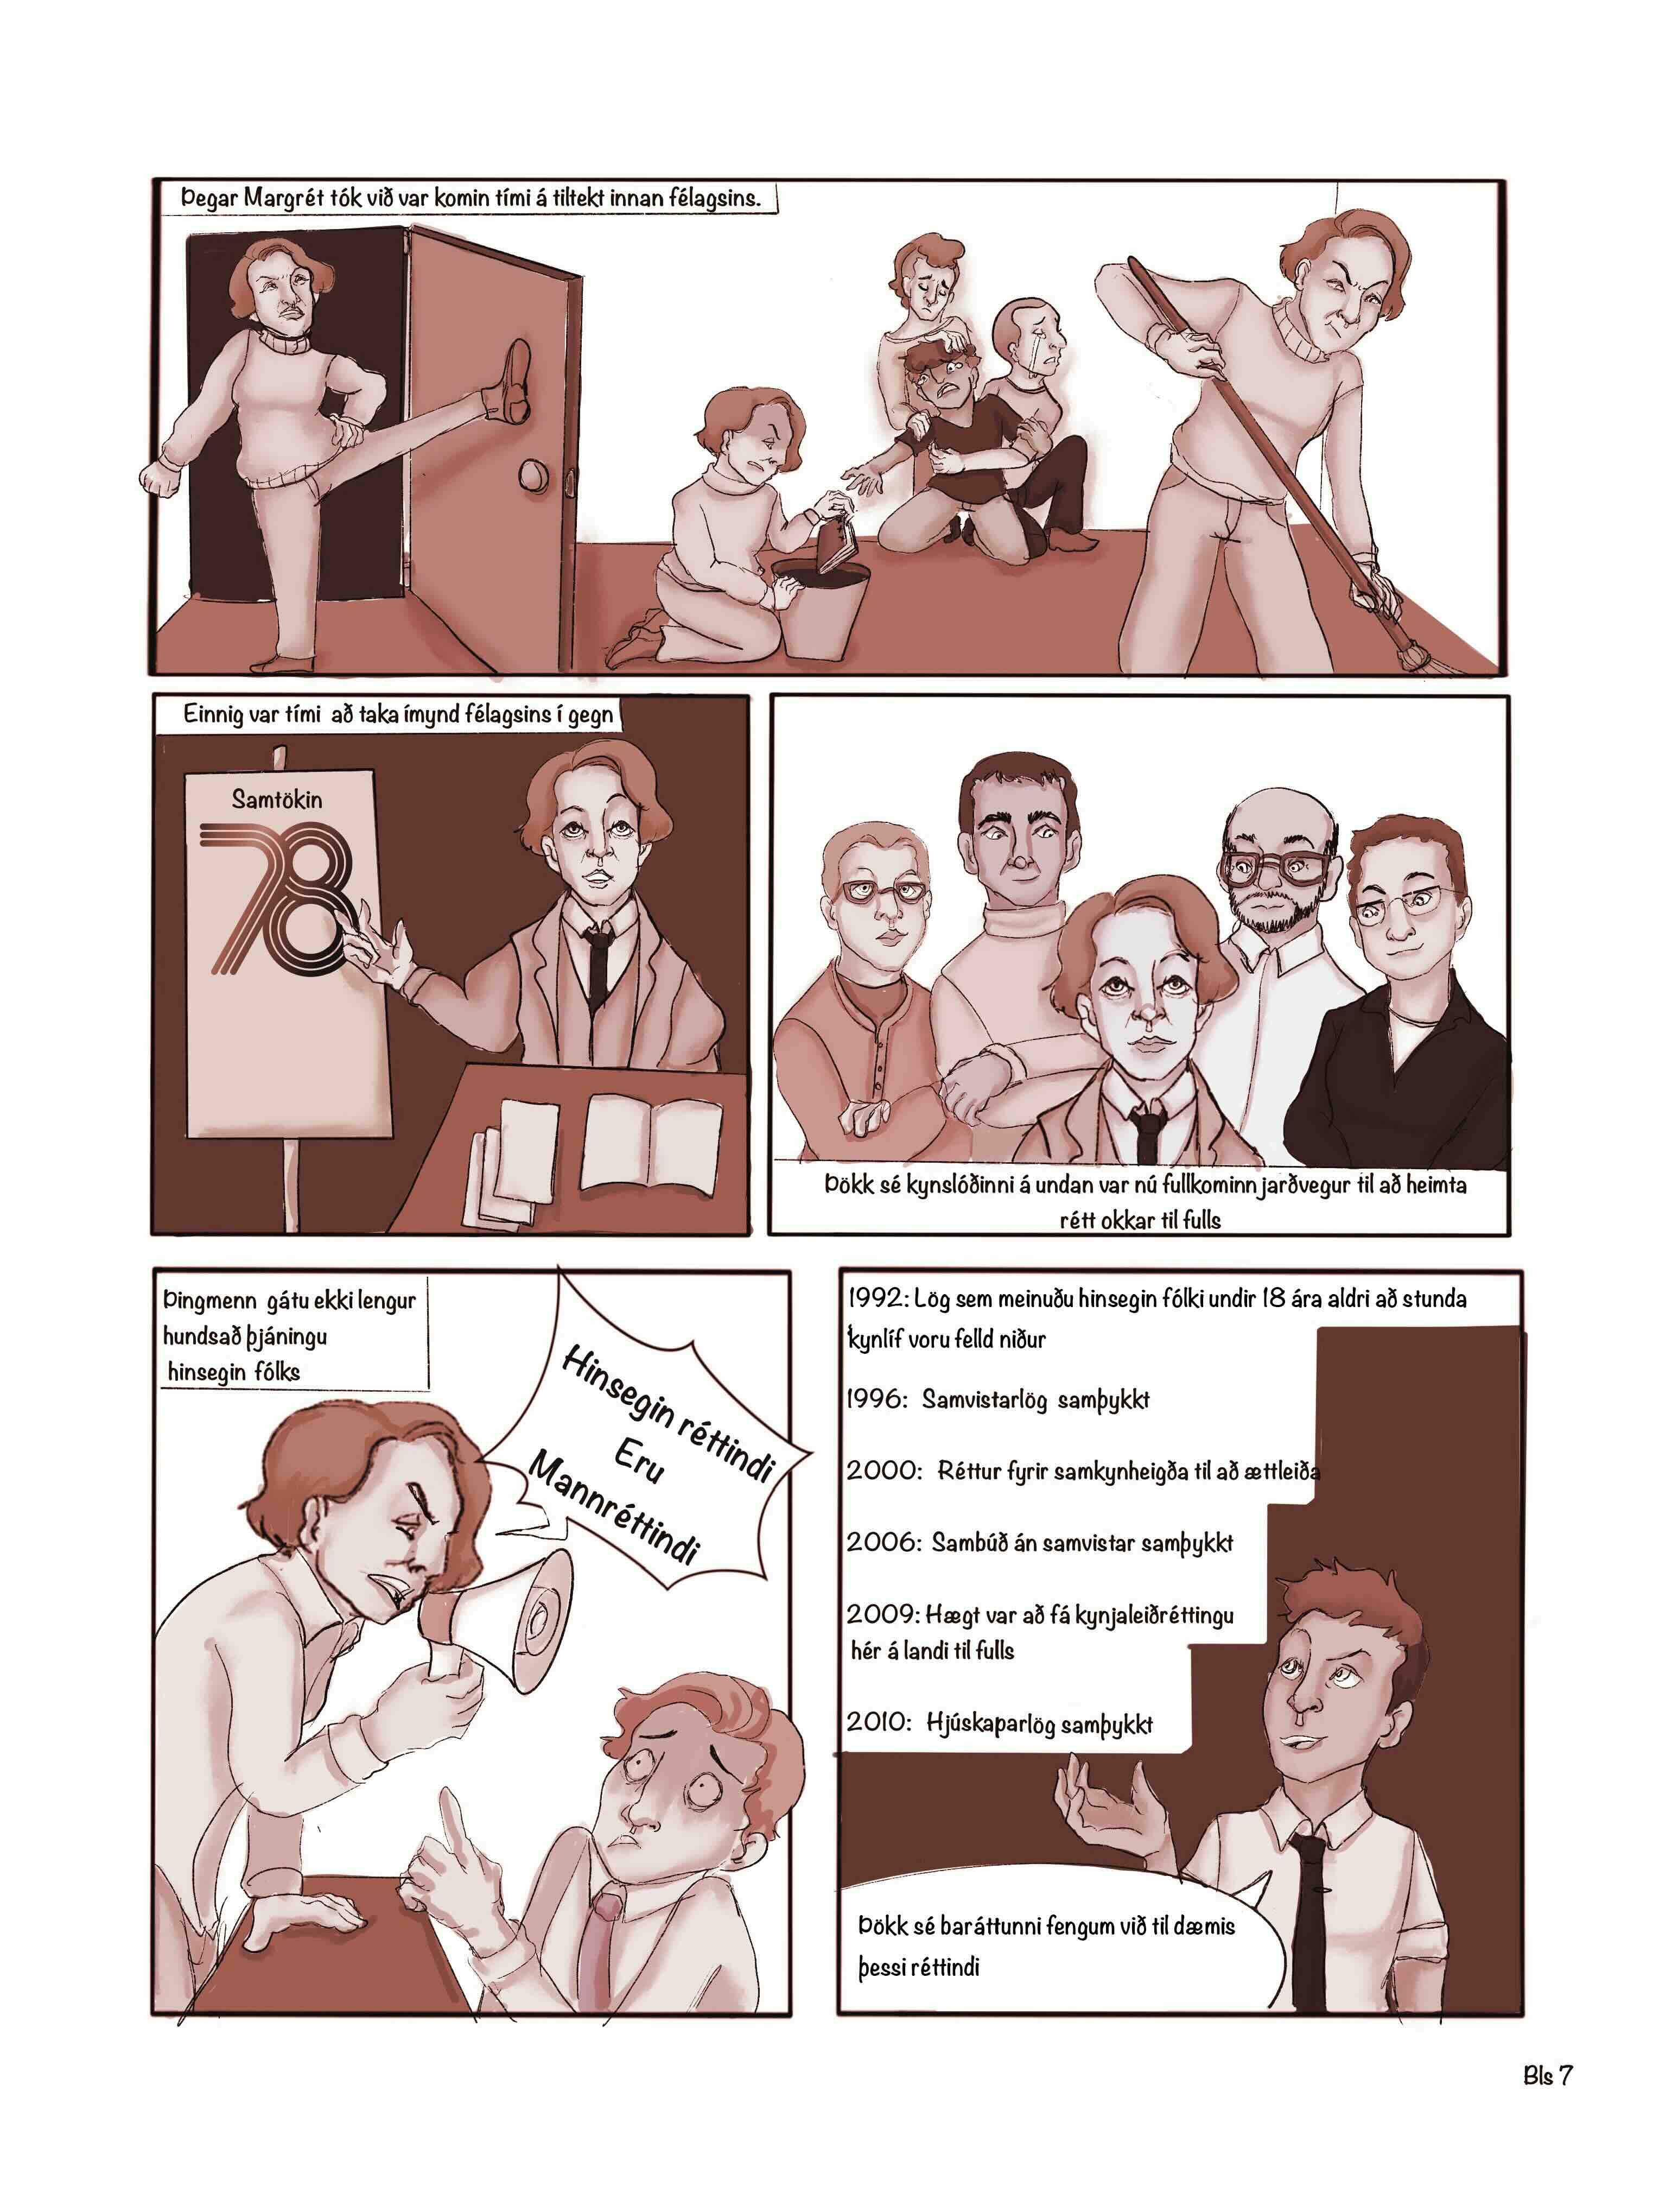 Þegar Margrét tók við var komin tími á tiltekt innan félagsins.
Einnig var tími að taka ímynd félagsins í gegn
Samtökin
78
Þökk sé kynslóðinni á undan var nú fullkominn jarðvegur til að heimta
rétt okkar til fulls
Þingmenn gátu ekki lengur
hundsað þjáningu
hinsegin fólks
Hinsegin réttindi
Eru
Mannréttindi
1992: Lög sem meinuðu hinsegin fólki undir 18 ára aldri að stunda
kynlíf voru felld niður
1996: Samvistarlög samþykkt
2000: Réttur fyrir samkynheigða til að ættleiða
2006: Sambúð án samvistar samþykkt
2009: Hægt var að fá kynjaleiðréttingu
hér á landi til fulls
2010: Hjúskaparlög samþykkt
Þökk sé baráttunni fengum við til dæmis
þessi réttindi
Bls 7